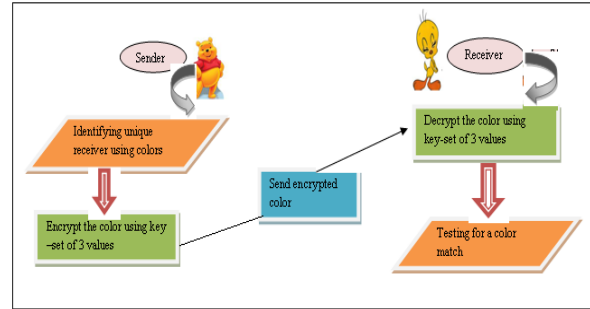 Sender
Identifying unique
receiver using colors
Encrypt the color using key
–set of 3 values
Send encrypted
color
Receiver
Decrypt the color using
key-set of 3 values
Testing for a color
match